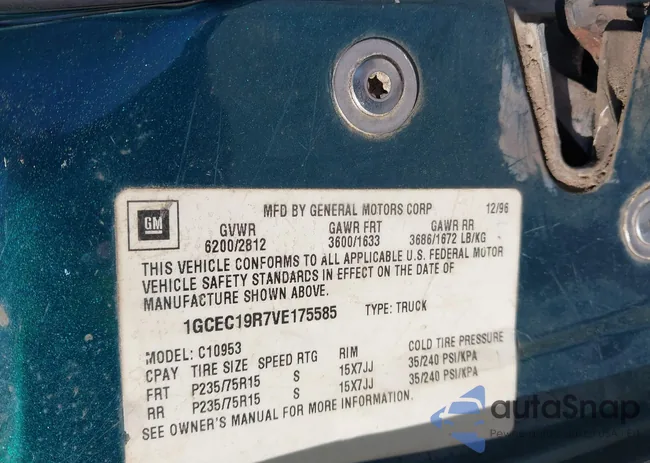 MFD BY GENERAL MOTORS CORP 12/96
GM
GVWR GAWR FRT GAWR RR
6200/2812 3600/1633 3686/1672 LB/KG
THIS VEHICLE CONFORMS TO ALL APPLICABLE U.S. FEDERAL MOTOR
VEHICLE SAFETY STANDARDS IN EFFECT ON THE DATE OF
MANUFACTURE SHOWN ABOVE.
1GCEC19R7VE175585 TYPE: TRUCK
MODEL: C10953
CPAY TIRE SIZE SPEED RTG RIM COLD TIRE PRESSURE
FRT P235/75R15 S 15X7JJ 35/240 PSI/KPA
RR P235/75R15 S 15X7JJ 35/240 PSI/KPA
SEE OWNER'S MANUAL FOR MORE INFORMATION.
autoSnap